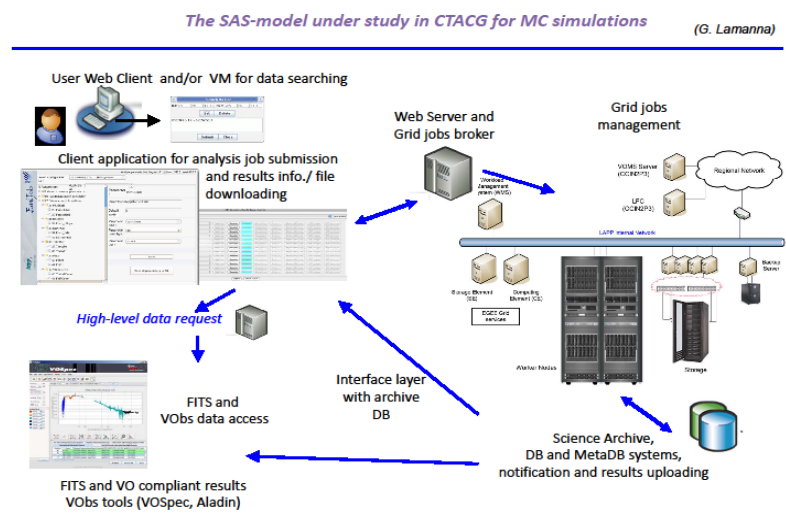 The SAS-model under study in CTACG for MC simulations
(G. Lamanna)
User Web Client and/or VM for data searching
Client application for analysis job submission
and results info./ file
downloading
Web Server and
Grid jobs broker
Workload
Management
System (WMS)
Grid jobs
management
VOMS Server
(CCIN2P3)
Regional Network
LFC
(CCIN2P3)
LAPP Internal Network
Storage Element
(SE)
Computing
Element (CE)
EGEE Grid
services
Backup
Server
Worker Nodes
Storage
High-level data request
VOSpec
FITS and
VObs data access
Interface layer
with archive
DB
Science Archive,
DB and MetaDB systems,
notification and results uploading
FITS and VO compliant results
VObs tools (VOSpec, Aladin)